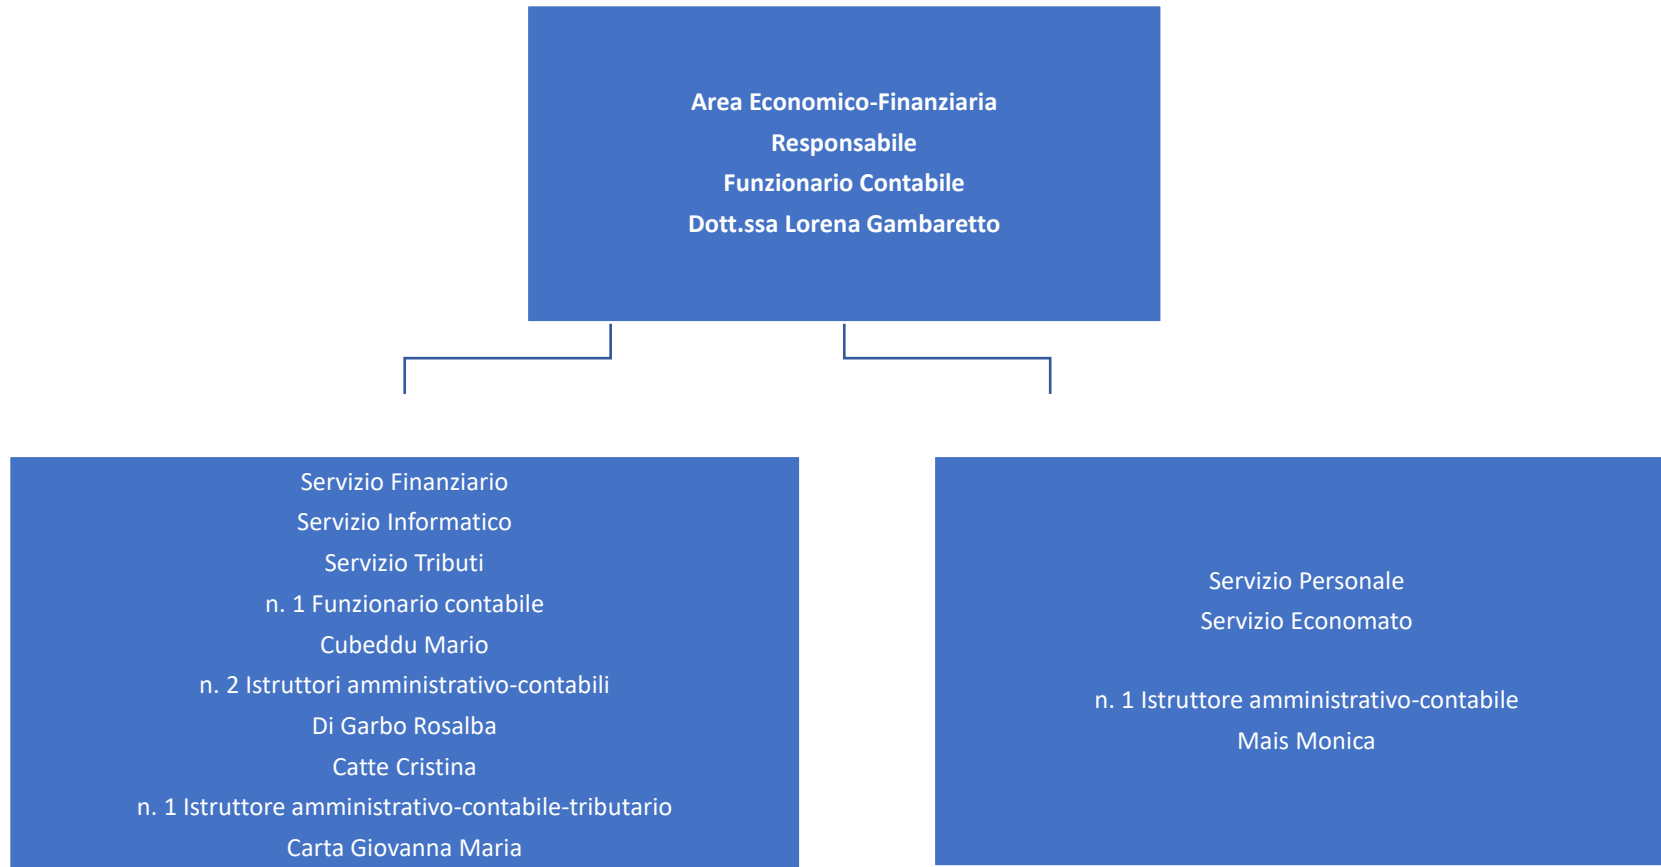 Area Economico-Finanziaria
Responsabile
Funzionario Contabile
Dott.ssa Lorena Gambaretto
Servizio Finanziario
Servizio Informatico
Servizio Tributi
n. 1 Funzionario contabile
Cubeddu Mario
n. 2 Istruttori amministrativo-contabili
Di Garbo Rosalba
Catte Cristina
n. 1 Istruttore amministrativo-contabile-tributario
Carta Giovanna Maria
Servizio Personale
Servizio Economato
n. 1 Istruttore amministrativo-contabile
Mais Monica